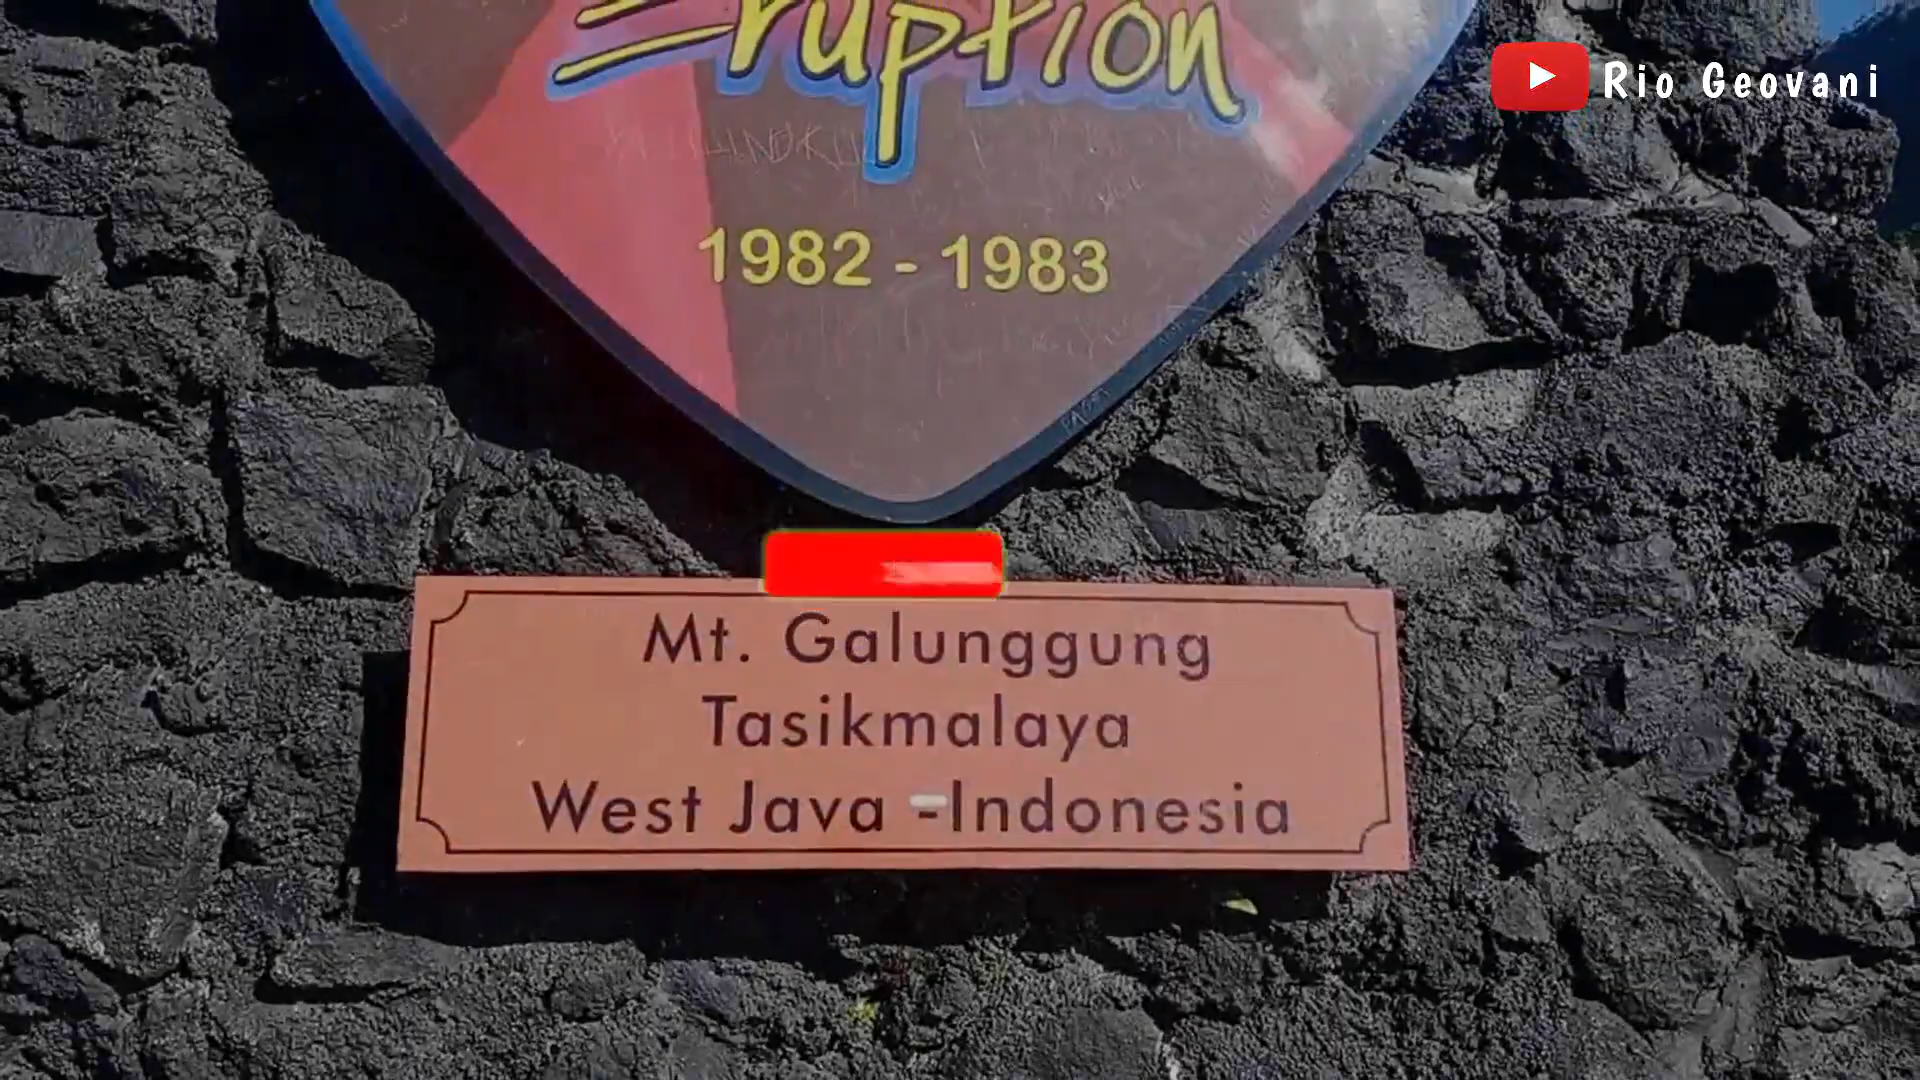 Eruption
Rio Geovani
1982 - 1983
Mt. Galunggung
Tasikmalaya
West Java -Indonesia